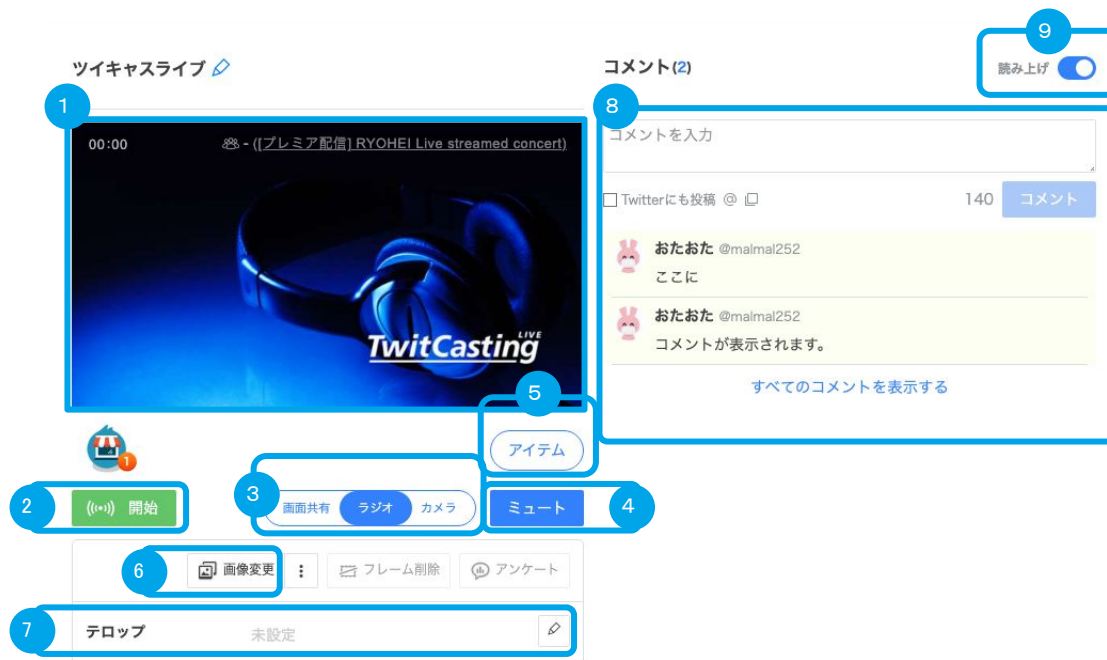 9
ツイキャスライブ
コメント(2)
読み上げ
1
8
00:00
- ([プレミア配信] RYOHEI Live streamed concert)
コメントを入力
Twitterにも投稿 @
140
コメント
おたおた @malmal252
ここに
おたおた @malmal252
コメントが表示されます。
すべてのコメントを表示する
TwitCasting LIVE
5
アイテム
1
2
((•)) 開始
3
画面共有 ラジオ カメラ
ミュート
4
6
画像変更
フレーム削除
アンケート
7
テロップ
未設定